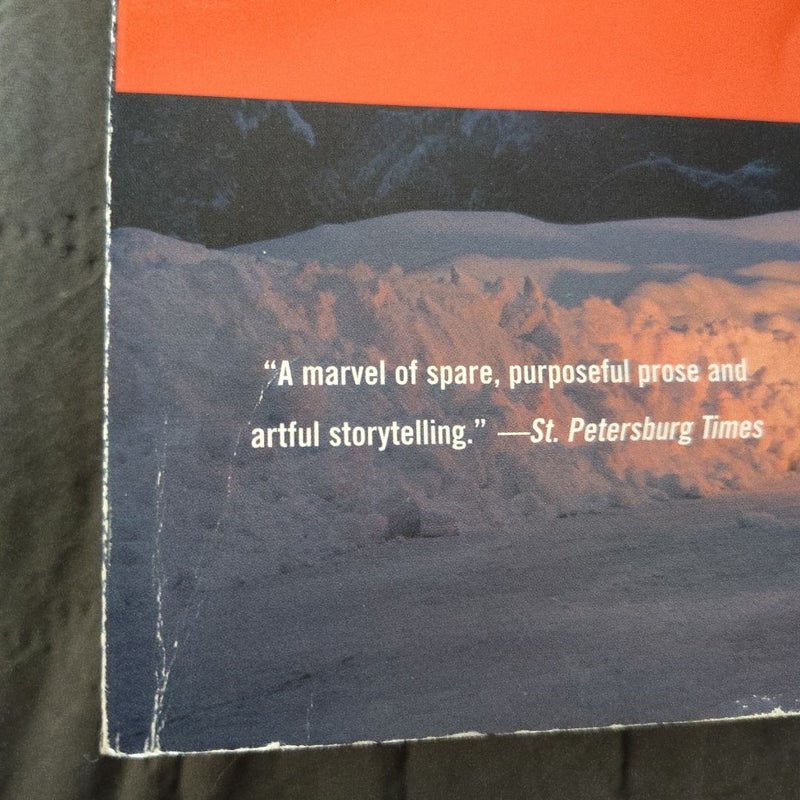 “A marvel of spare, purposeful prose and
artful storytelling.” —St. Petersburg Times